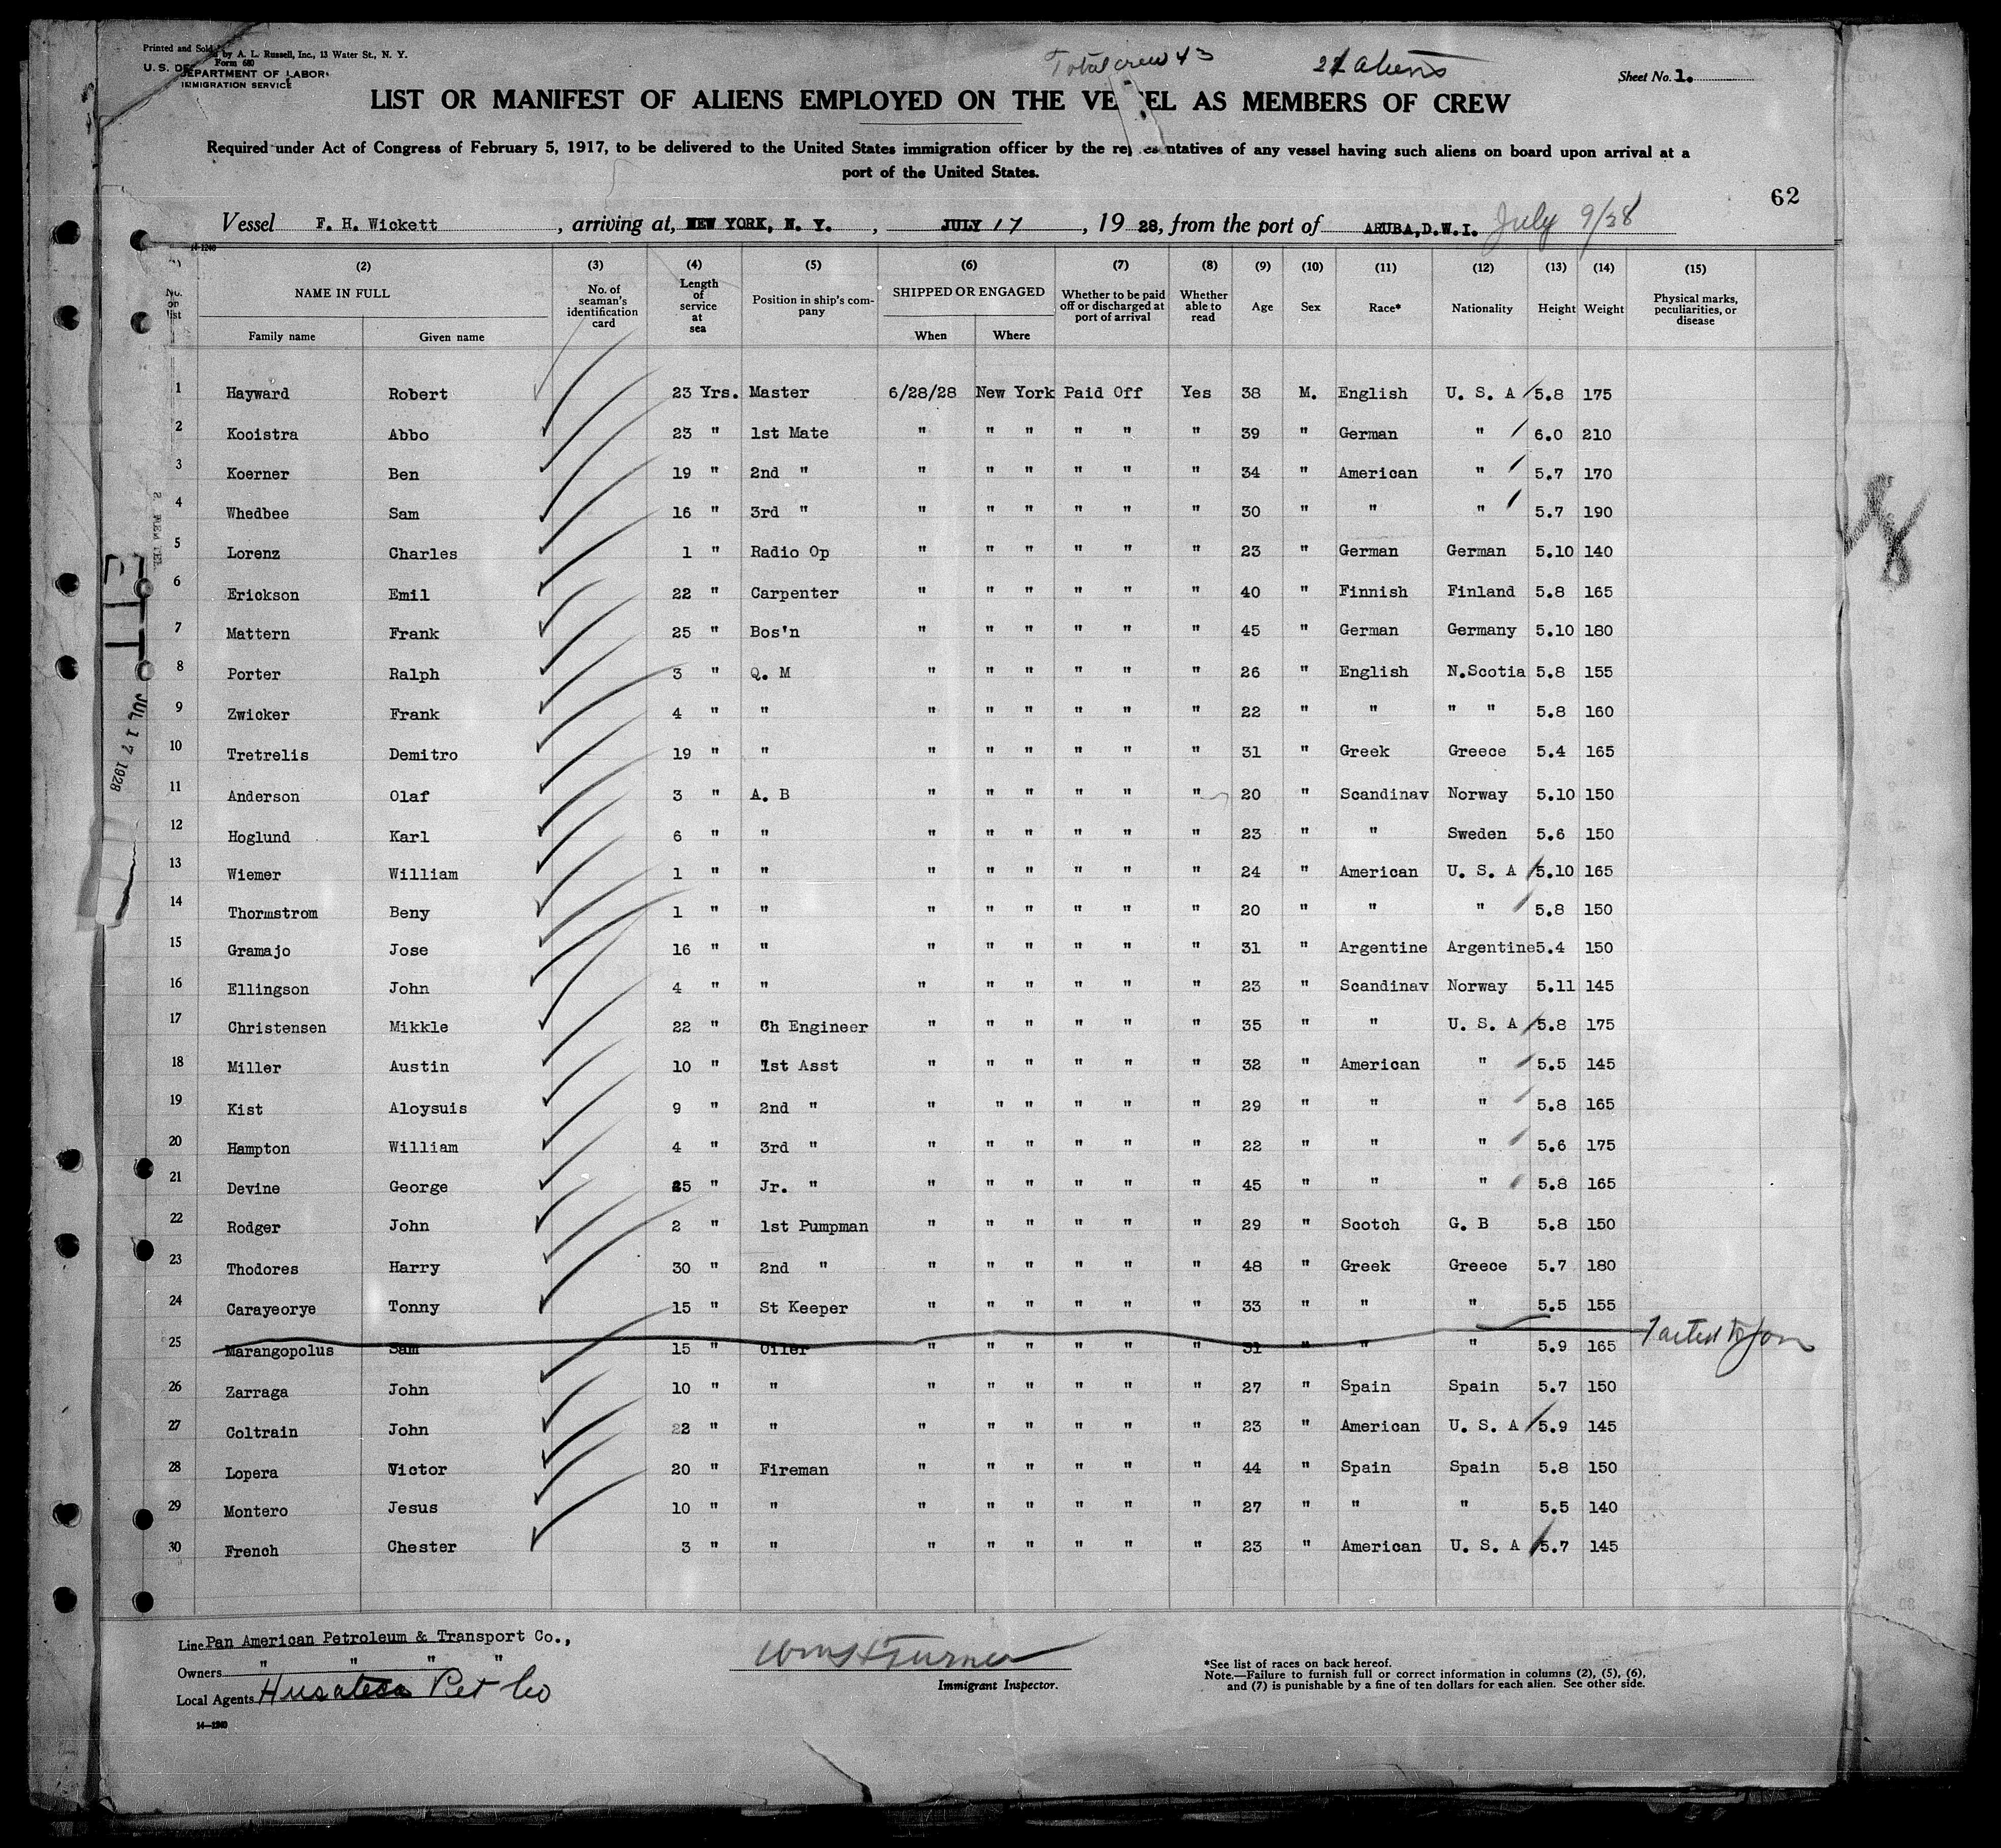 Printed and Sold by A. L. Russell, Inc., 13 Water St., N. Y.
Form 680
U. S. DEPARTMENT OF LABOR
IMMIGRATION SERVICE
Total crew 43
aliens
Sheet No. 1.
LIST OR MANIFEST OF ALIENS EMPLOYED ON THE VESSEL AS MEMBERS OF CREW
Required under Act of Congress of February 5, 1917, to be delivered to the United States immigration officer by the representatives of any vessel having such aliens on board upon arrival at a
port of the United States.
62
Vessel F. H. Wickett, arriving at, NEW YORK, N. Y., JULY 17, 1928, from the port of ARUBA, D.W.I. July 9/28
14-1240
(2) (3) (4) (5) (6) (7) (8) (9) (10) (11) (12) (13) (14) (15)
No. on list NAME IN FULL Family name Given name No. of seaman's identification card Length of service at sea Position in ship's company SHIPPED OR ENGAGED When Where Whether to be paid off or discharged at port of arrival Whether able to read Age Sex Race* Nationality Height Weight Physical marks, peculiarities, or disease
1 Hayward Robert 23 Yrs. Master 6/28/28 New York Paid Off Yes 38 M. English U. S. A 5.8 175
2 Kooistra Abbo 23 " 1st Mate " " " " " " 39 " German " 6.0 210
3 Koerner Ben 19 " 2nd " " " " " " " 34 " American " 5.7 170
4 Whedbee Sam 16 " 3rd " " " " " " " 30 " " " 5.7 190
5 Lorenz Charles 1 " Radio Op " " " " " " 23 " German German 5.10 140
6 Erickson Emil 22 " Carpenter " " " " " " 40 " Finnish Finland 5.8 165
7 Mattern Frank 25 " Bos'n " " " " " " 45 " German Germany 5.10 180
8 Porter Ralph 3 " Q. M " " " " " " 26 " English N.Scotia 5.8 155
9 Zwicker Frank 4 " " " " " " " " 22 " " " " 5.8 160
10 Tretrelis Demitro 19 " " " " " " " " 31 " Greek Greece 5.4 165
11 Anderson Olaf 3 " A. B " " " " " " 20 " Scandinav Norway 5.10 150
12 Hoglund Karl 6 " " " " " " " " 23 " " Sweden 5.6 150
13 Wiemer William 1 " " " " " " " " 24 " American U. S. A 5.10 165
14 Thormstrom Beny 1 " " " " " " " " 20 " " " 5.8 150
15 Gramajo Jose 16 " " " " " " " " 31 " Argentine Argentine 5.4 150
16 Ellingson John 4 " " " " " " " " 23 " Scandinav Norway 5.11 145
17 Christensen Mikkle 22 " Ch Engineer " " " " " " 35 " " U. S. A 5.8 175
18 Miller Austin 10 " 1st Asst " " " " " " 32 " American " 5.5 145
19 Kist Aloysuis 9 " 2nd " " " " " " " 29 " " " 5.8 165
20 Hampton William 4 " 3rd " " " " " " " 22 " " " 5.6 175
21 Devine George 25 " Jr. " " " " " " " 45 " " " 5.8 165
22 Rodger John 2 " 1st Pumpman " " " " " " 29 " Scotch G. B 5.8 150
23 Thodores Harry 30 " 2nd " " " " " " " 48 " Greek Greece 5.7 180
24 Carayeorye Tonny 15 " St Keeper " " " " " " 33 " " " 5.5 155
25 Marangopolus Sam 15 " Oiler " " " " " " 31 " " " 5.9 165
26 Zarraga John 10 " " " " " " " " 27 " Spain Spain 5.7 150
27 Coltrain John 22 " " " " " " " " 23 " American U. S. A 5.9 145
28 Lopera Victor 20 " Fireman " " " " " " 44 " Spain Spain 5.8 150
29 Montero Jesus 10 " " " " " " " " 27 " " " 5.5 140
30 French Chester 3 " " " " " " " " 23 " American U. S. A 5.7 145
JUL 17 1928
Line Pan American Petroleum & Transport Co.,
Owners " " " "
Local Agents Husateca Pet Co
14-1240
Wm H Turner
Immigrant Inspector.
*See list of races on back hereof.
Note.—Failure to furnish full or correct information in columns (2), (5), (6),
and (7) is punishable by a fine of ten dollars for each alien. See other side.